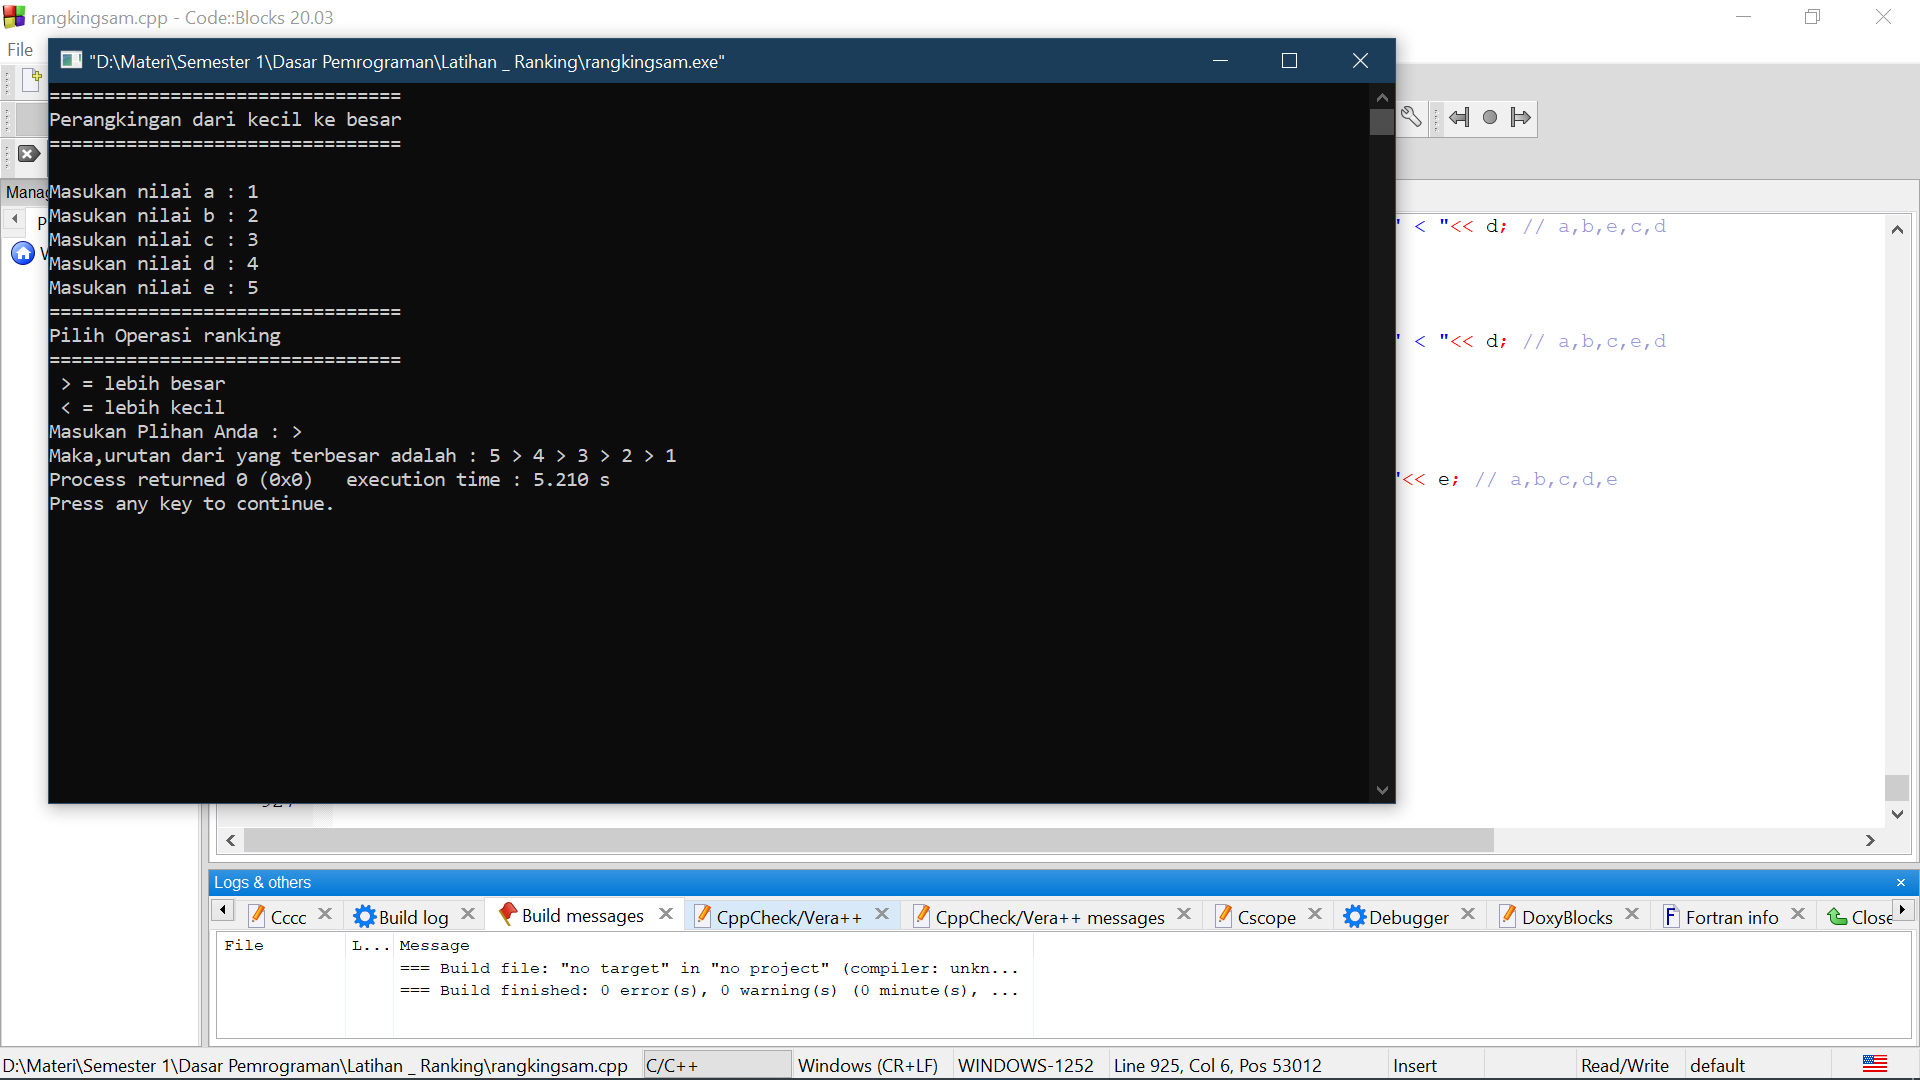 rangkingsam.cpp - Code::Blocks 20.03
File
"D:\Materi\Semester 1\Dasar Pemrograman\Latihan _ Ranking\rangkingsam.exe"
================================
Perangkingan dari kecil ke besar
================================
Masukan nilai a : 1
Masukan nilai b : 2
Masukan nilai c : 3
Masukan nilai d : 4
Masukan nilai e : 5
================================
Pilih Operasi ranking
================================
> = lebih besar
< = lebih kecil
Masukan Plihan Anda : >
Maka,urutan dari yang terbesar adalah : 5 > 4 > 3 > 2 > 1
Process returned 0 (0x0)   execution time : 5.210 s
Press any key to continue.
Manag
P
" < "<< d; // a,b,e,c,d
" < "<< d; // a,b,c,e,d
"<< e; // a,b,c,d,e
Logs & others
Cccc
Build log
Build messages
CppCheck/Vera++
CppCheck/Vera++ messages
Cscope
Debugger
DoxyBlocks
Fortran info
Close
File L... Message
=== Build file: "no target" in "no project" (compiler: unkn...
=== Build finished: 0 error(s), 0 warning(s) (0 minute(s), ...
D:\Materi\Semester 1\Dasar Pemrograman\Latihan _ Ranking\rangkingsam.cpp
C/C++
Windows (CR+LF)
WINDOWS-1252
Line 925, Col 6, Pos 53012
Insert
Read/Write
default